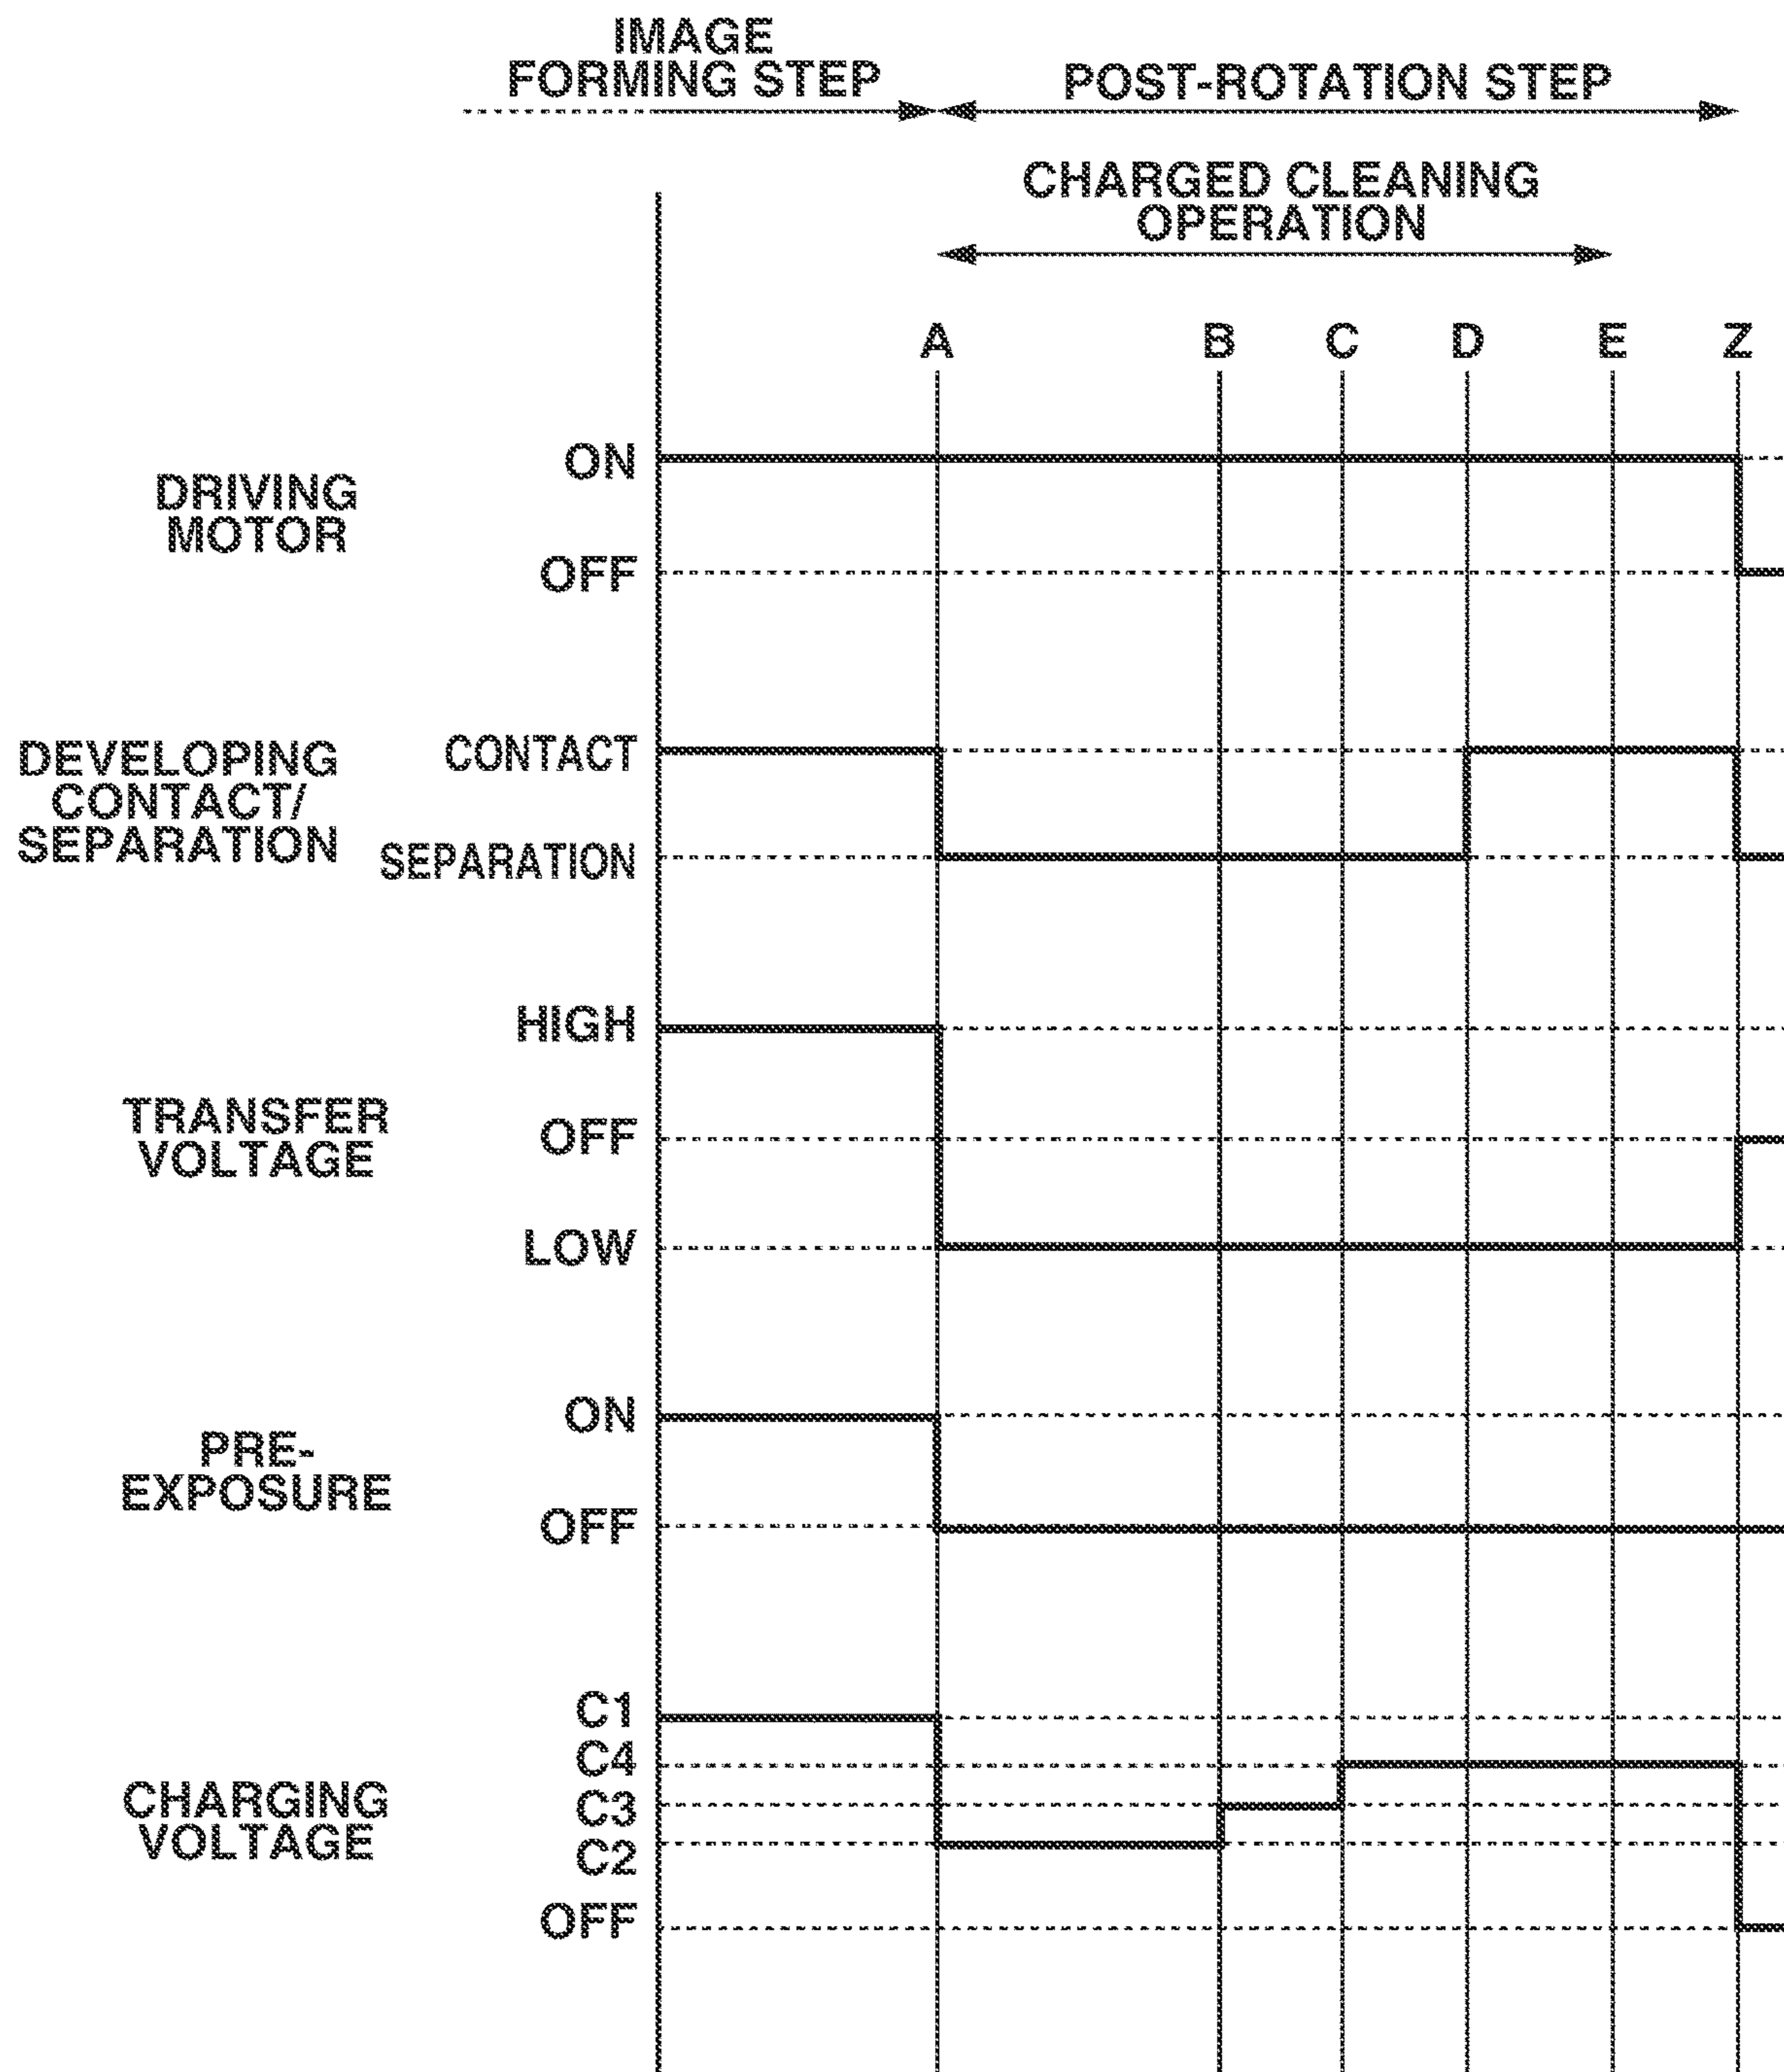 IMAGE
FORMING STEP
POST-ROTATION STEP
CHARGED CLEANING
OPERATION
A B C D E Z
DRIVING
MOTOR
ON
OFF
DEVELOPING
CONTACT/
SEPARATION
CONTACT
SEPARATION
TRANSFER
VOLTAGE
HIGH
OFF
LOW
PRE-
EXPOSURE
ON
OFF
CHARGING
VOLTAGE
C1
C4
C3
C2
OFF